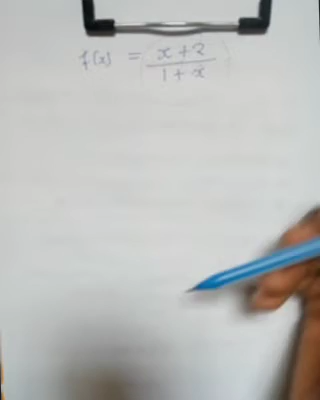 f(x) = (x+2)/(1+x)